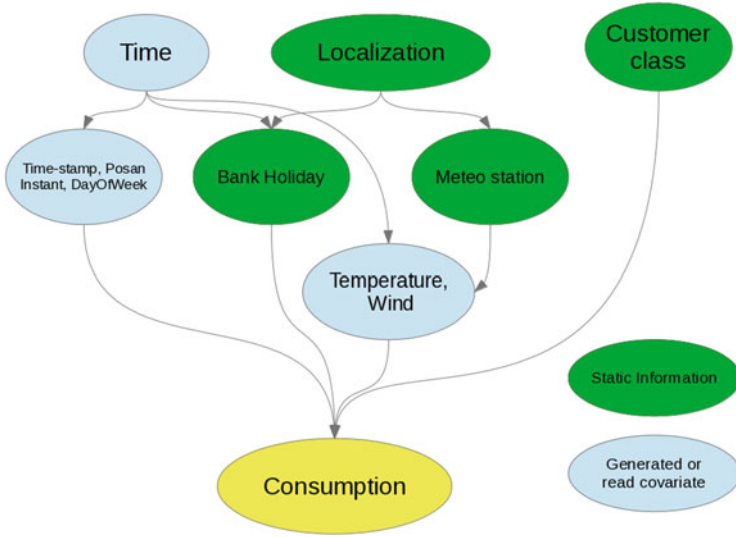 Time
Localization
Customer
class
Time-stamp, Posan
Instant, DayOfWeek
Bank Holiday
Meteo station
Temperature,
Wind
Static Information
Consumption
Generated or
read covariate